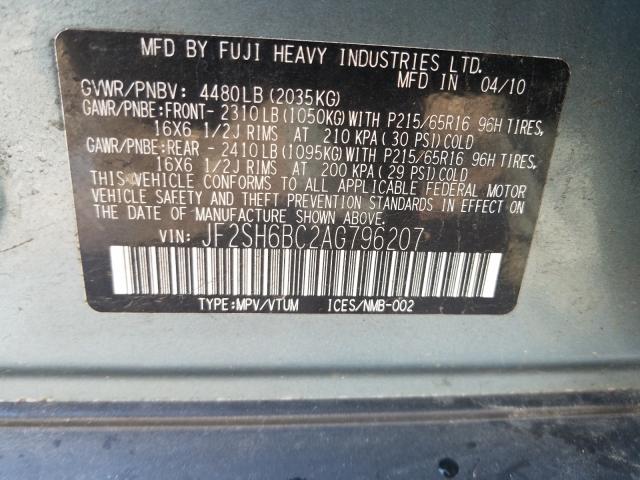 MFD BY FUJI HEAVY INDUSTRIES LTD.
MFD IN 04/10
GVWR/PNBV: 4480LB (2035KG)
GAWR/PNBE:FRONT- 2310LB (1050KG) WITH P215/65R16 96H TIRES,
16X6 1/2J RIMS AT 210 KPA ( 30 PSI) COLD
GAWR/PNBE:REAR - 2410LB (1095KG) WITH P215/65R16 96H TIRES,
16X6 1/2J RIMS AT 200 KPA ( 29 PSI) COLD
THIS VEHICLE CONFORMS TO ALL APPLICABLE FEDERAL MOTOR
VEHICLE SAFETY AND THEFT PREVENTION STANDARDS IN EFFECT ON
THE DATE OF MANUFACTURE SHOWN ABOVE.
VIN: JF2SH6BC2AG796207
TYPE:MPV/VTUM ICES/NMB-002